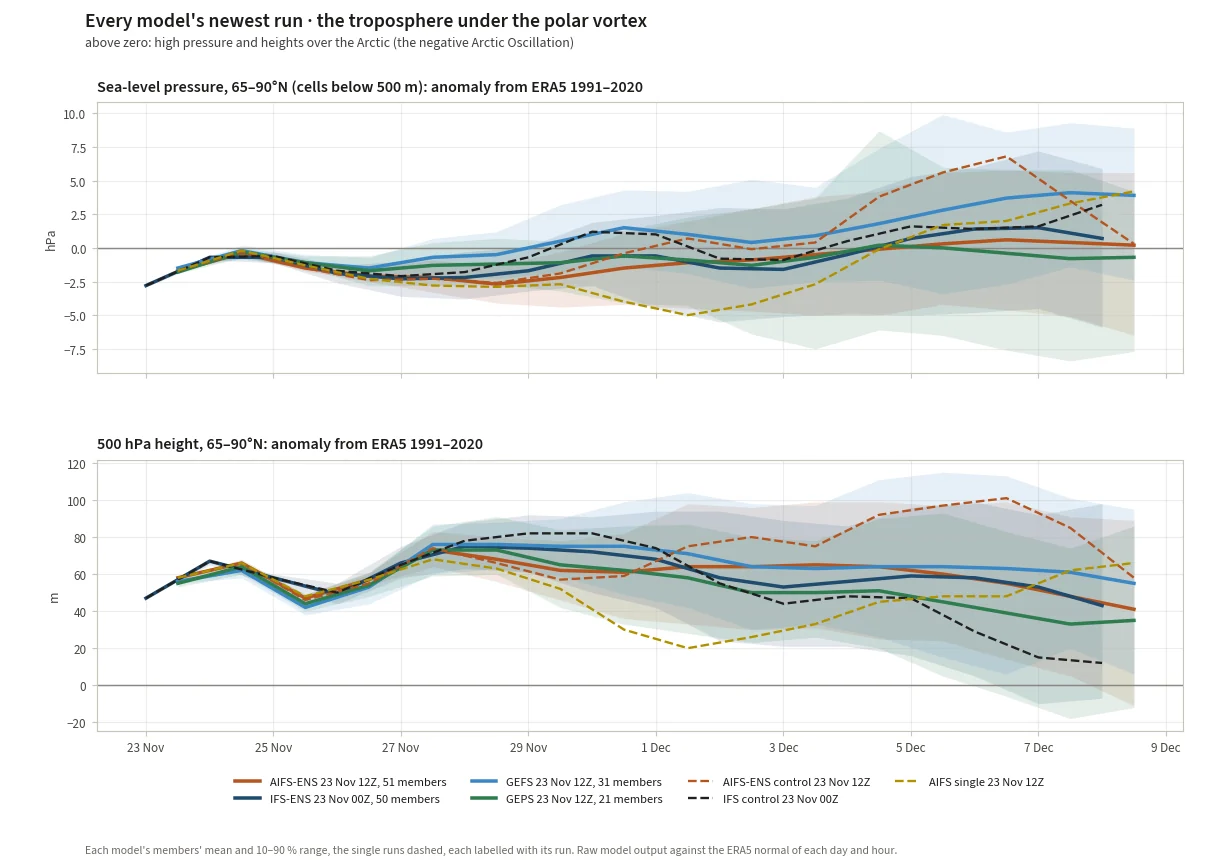 Every model's newest run · the troposphere under the polar vortex
above zero: high pressure and heights over the Arctic (the negative Arctic Oscillation)
Sea-level pressure, 65–90°N (cells below 500 m): anomaly from ERA5 1991–2020
10.0
7.5
5.0
2.5
0.0
−2.5
−5.0
−7.5
hPa
500 hPa height, 65–90°N: anomaly from ERA5 1991–2020
120
100
80
60
40
20
0
−20
m
23 Nov 25 Nov 27 Nov 29 Nov 1 Dec 3 Dec 5 Dec 7 Dec 9 Dec
AIFS-ENS 23 Nov 12Z, 51 members GEFS 23 Nov 12Z, 31 members AIFS-ENS control 23 Nov 12Z AIFS single 23 Nov 12Z
IFS-ENS 23 Nov 00Z, 50 members GEPS 23 Nov 12Z, 21 members IFS control 23 Nov 00Z
Each model's members' mean and 10–90 % range, the single runs dashed, each labelled with its run. Raw model output against the ERA5 normal of each day and hour.